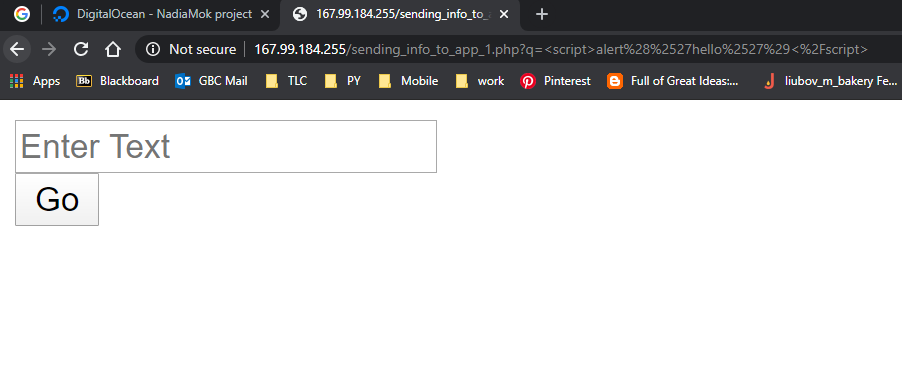 DigitalOcean - NadiaMok project
167.99.184.255/sending_info_to_a
Not secure 167.99.184.255/sending_info_to_app_1.php?q=<script>alert%28%2527hello%2527%29<%2Fscript>
Apps Bb Blackboard GBC Mail TLC PY Mobile work Pinterest Full of Great Ideas:... liubov_m_bakery Fe...
Enter Text
Go